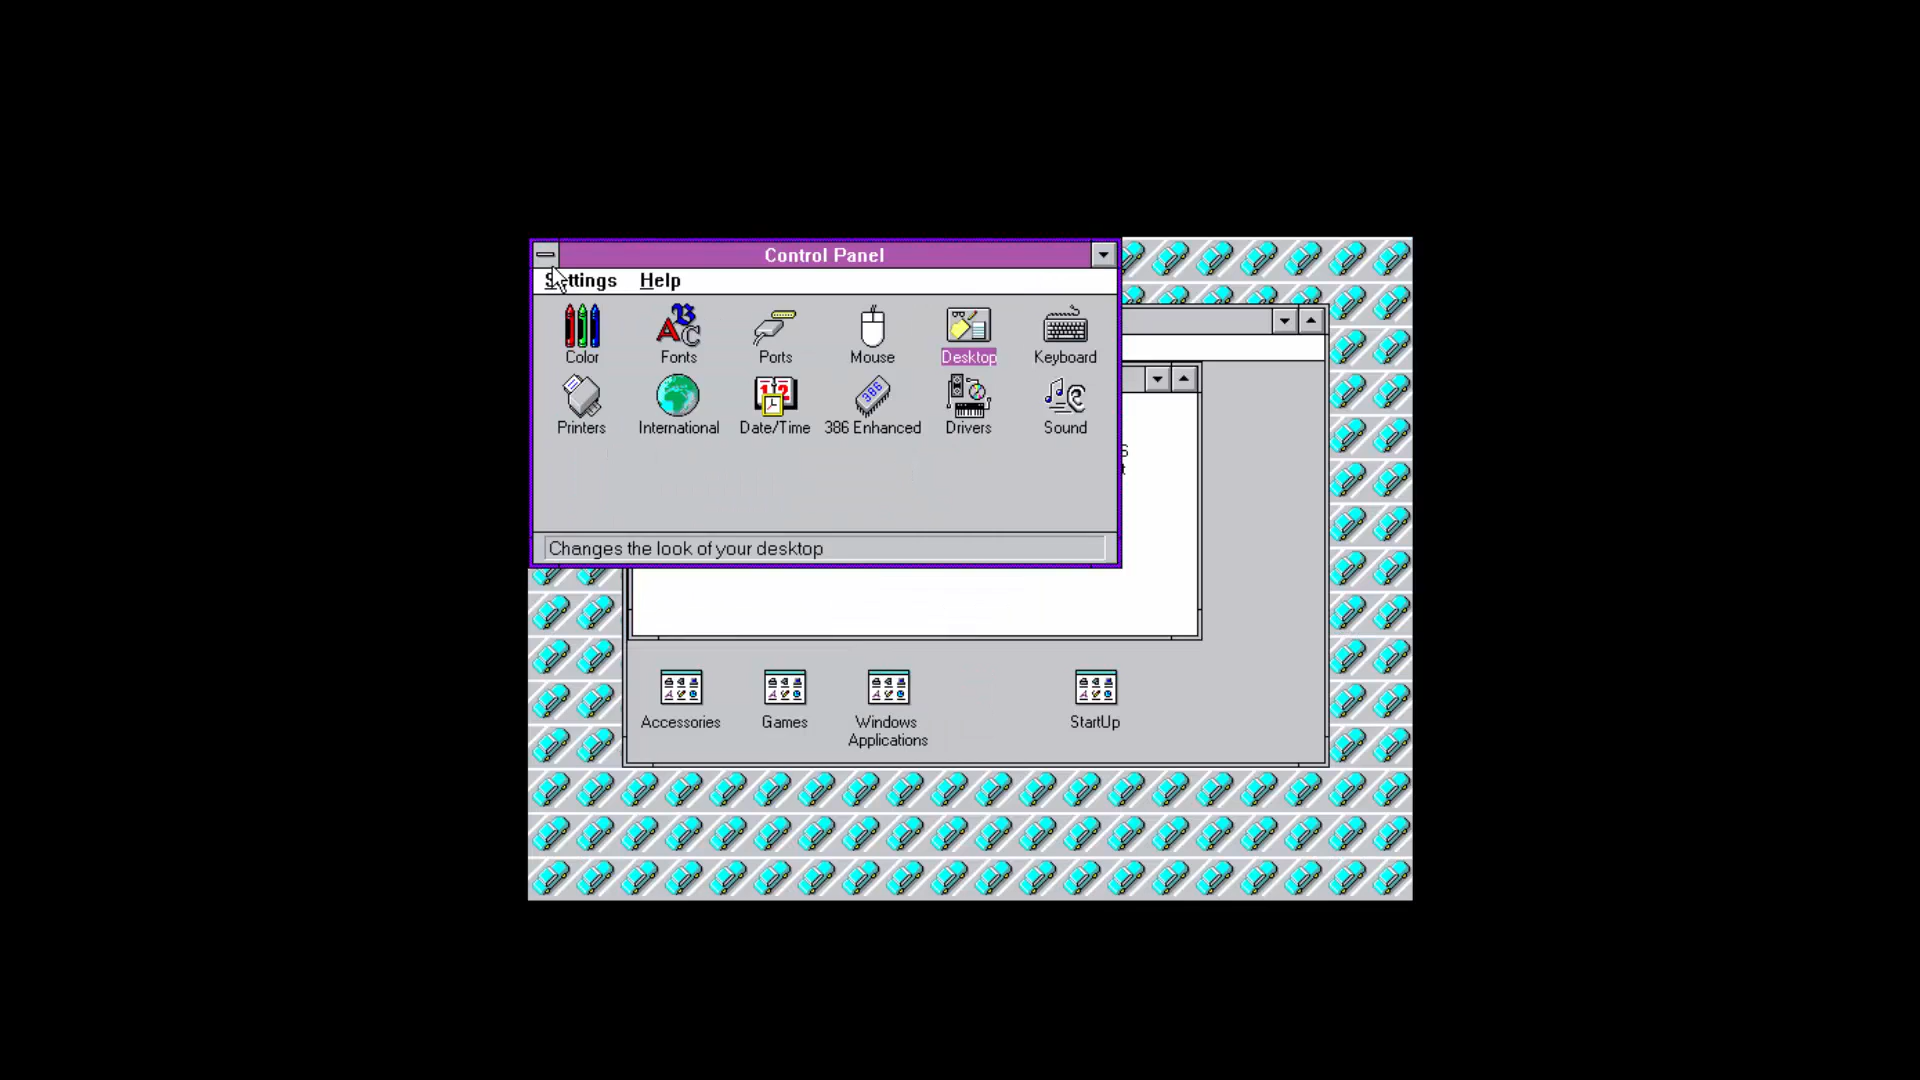 Control Panel
Settings Help
Color Fonts Ports Mouse Desktop Keyboard
386
Printers International Date/Time 386 Enhanced Drivers Sound
Changes the look of your desktop
Accessories Games Windows Applications StartUp